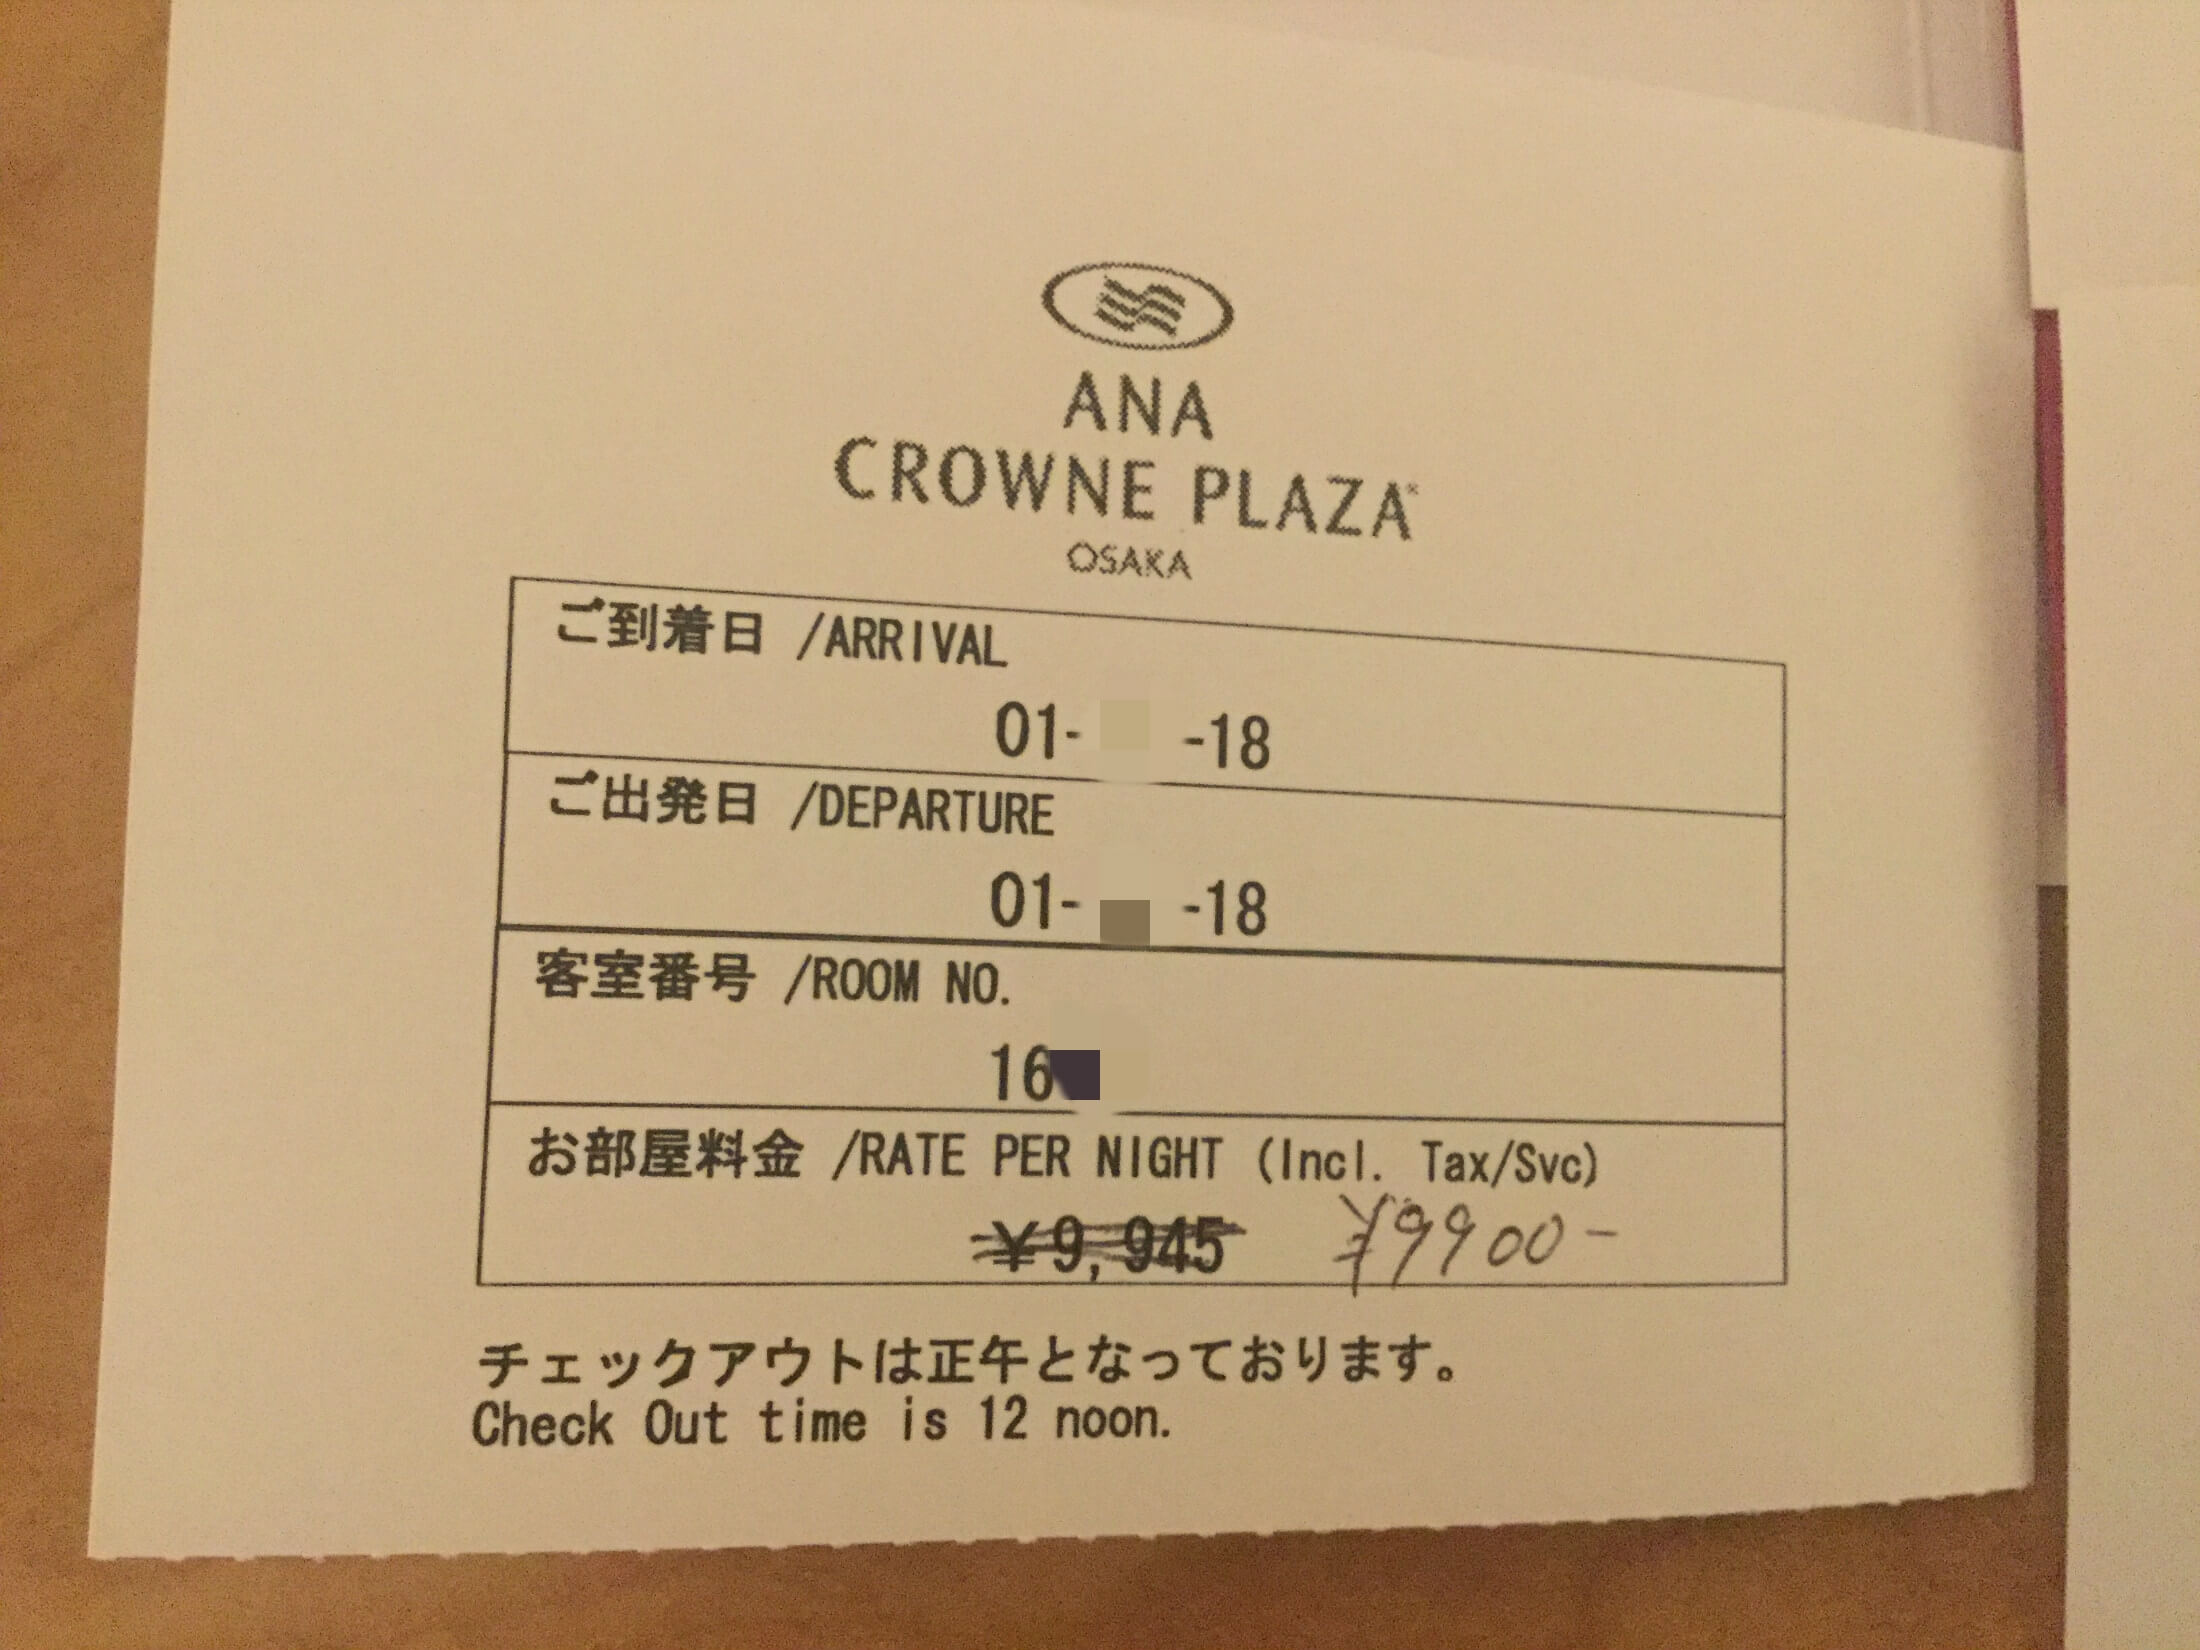 ANA
CROWNE PLAZA
OSAKA
ご到着日 /ARRIVAL
01- -18
ご出発日 /DEPARTURE
01- -18
客室番号 /ROOM NO.
16
お部屋料金 /RATE PER NIGHT (Incl. Tax/Svc)
¥9,945 ¥9900-
チェックアウトは正午となっております。
Check Out time is 12 noon.